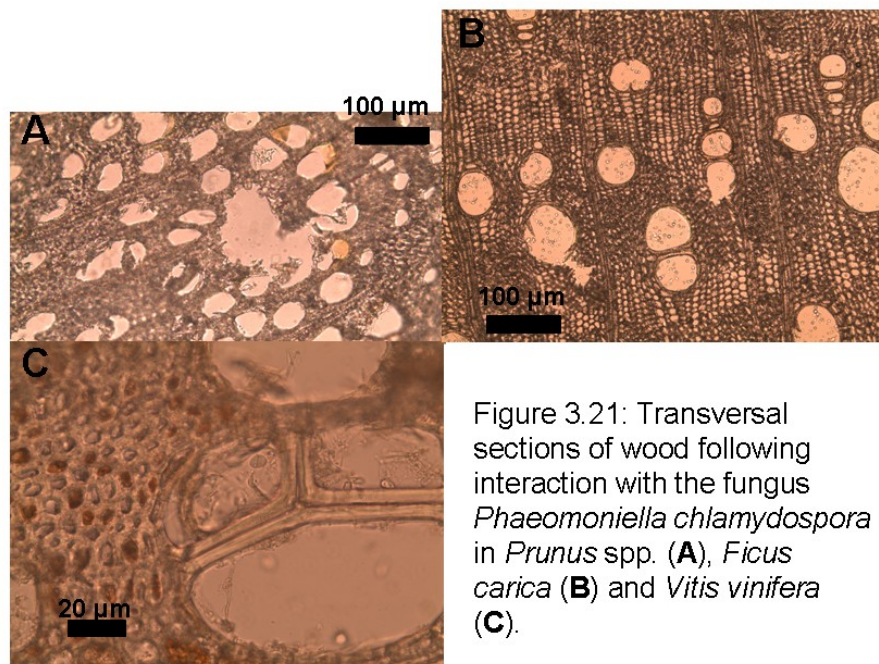 B
100 µm
A
100 µm
C
20 µm
Figure 3.21: Transversal
sections of wood following
interaction with the fungus
Phaeomoniella chlamydospora
in Prunus spp. (A), Ficus
carica (B) and Vitis vinifera
(C).